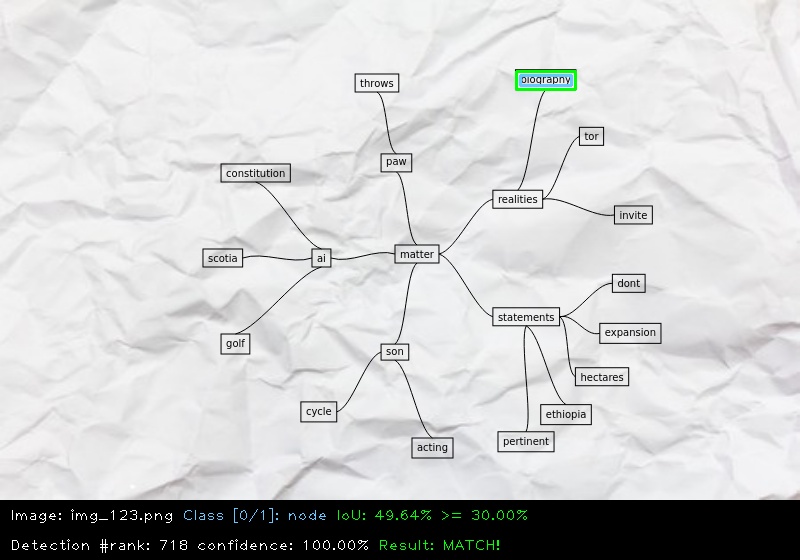 throws
biography
tor
paw
constitution
realities
invite
matter
scotia
ai
dont
statements
expansion
golf
son
hectares
cycle
ethiopia
pertinent
acting
Image: img_123.png Class [0/1]: node IoU: 49.64% >= 30.00%
Detection #rank: 718 confidence: 100.00% Result: MATCH!